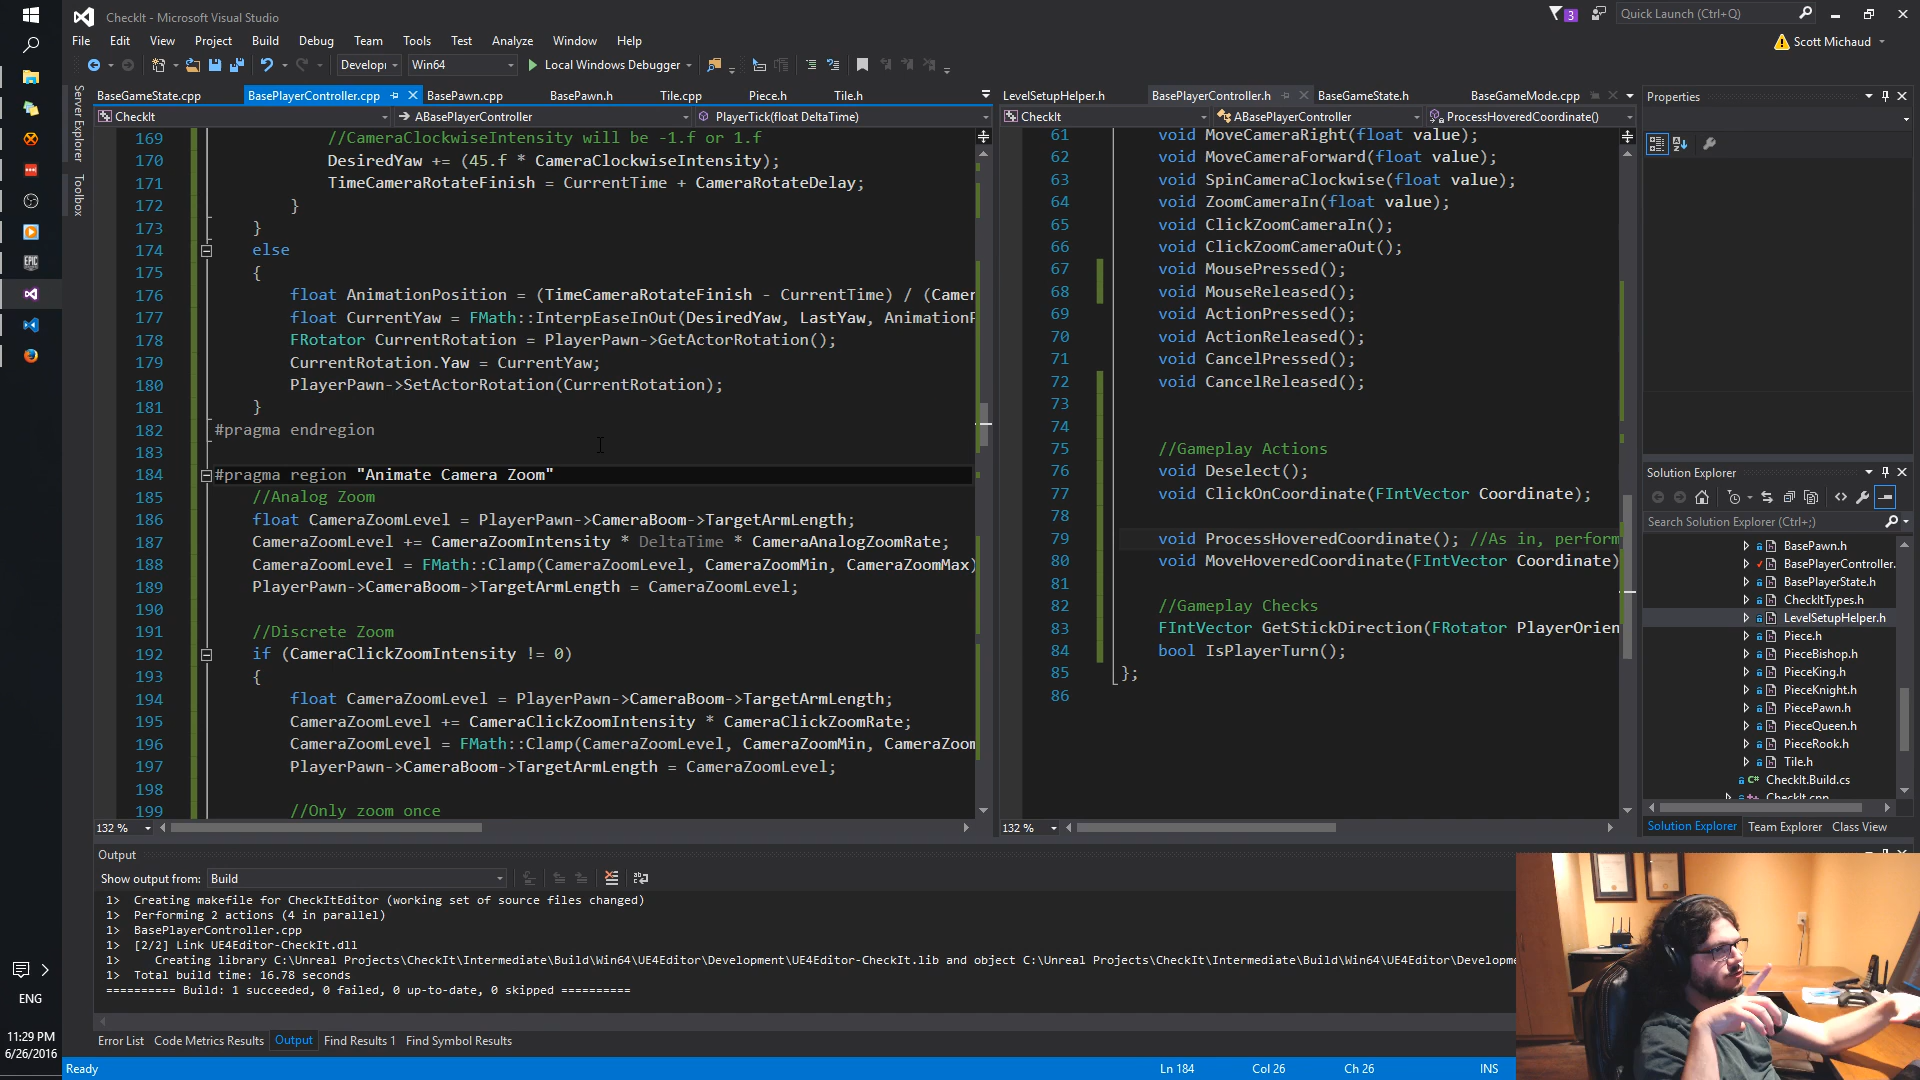 CheckIt - Microsoft Visual Studio
3
Quick Launch (Ctrl+Q)
File Edit View Project Build Debug Team Tools Test Analyze Window Help
Scott Michaud
Develop Win64 Local Windows Debugger
Server Explorer
Toolbox
BaseGameState.cpp BasePlayerController.cpp BasePawn.cpp BasePawn.h Tile.cpp Piece.h Tile.h
CheckIt ABasePlayerController PlayerTick(float DeltaTime)
169 //CameraClockwiseIntensity will be -1.f or 1.f
170 DesiredYaw += (45.f * CameraClockwiseIntensity);
171 TimeCameraRotateFinish = CurrentTime + CameraRotateDelay;
172 }
173 }
174 else
175 {
176 float AnimationPosition = (TimeCameraRotateFinish - CurrentTime) / (Camer
177 float CurrentYaw = FMath::InterpEaseInOut(DesiredYaw, LastYaw, AnimationP
178 FRotator CurrentRotation = PlayerPawn->GetActorRotation();
179 CurrentRotation.Yaw = CurrentYaw;
180 PlayerPawn->SetActorRotation(CurrentRotation);
181 }
182 #pragma endregion
183
184 #pragma region "Animate Camera Zoom"
185 //Analog Zoom
186 float CameraZoomLevel = PlayerPawn->CameraBoom->TargetArmLength;
187 CameraZoomLevel += CameraZoomIntensity * DeltaTime * CameraAnalogZoomRate;
188 CameraZoomLevel = FMath::Clamp(CameraZoomLevel, CameraZoomMin, CameraZoomMax)
189 PlayerPawn->CameraBoom->TargetArmLength = CameraZoomLevel;
190
191 //Discrete Zoom
192 if (CameraClickZoomIntensity != 0)
193 {
194 float CameraZoomLevel = PlayerPawn->CameraBoom->TargetArmLength;
195 CameraZoomLevel += CameraClickZoomIntensity * CameraClickZoomRate;
196 CameraZoomLevel = FMath::Clamp(CameraZoomLevel, CameraZoomMin, CameraZoom
197 PlayerPawn->CameraBoom->TargetArmLength = CameraZoomLevel;
198
199 //Only zoom once
132 %
LevelSetupHelper.h BasePlayerController.h BaseGameState.h BaseGameMode.cpp
CheckIt ABasePlayerController ProcessHoveredCoordinate()
61 void MoveCameraRight(float value);
62 void MoveCameraForward(float value);
63 void SpinCameraClockwise(float value);
64 void ZoomCameraIn(float value);
65 void ClickZoomCameraIn();
66 void ClickZoomCameraOut();
67 void MousePressed();
68 void MouseReleased();
69 void ActionPressed();
70 void ActionReleased();
71 void CancelPressed();
72 void CancelReleased();
73
74
75 //Gameplay Actions
76 void Deselect();
77 void ClickOnCoordinate(FIntVector Coordinate);
78
79 void ProcessHoveredCoordinate(); //As in, perform
80 void MoveHoveredCoordinate(FIntVector Coordinate)
81
82 //Gameplay Checks
83 FIntVector GetStickDirection(FRotator PlayerOrien
84 bool IsPlayerTurn();
85 };
86
132 %
Properties
Solution Explorer
Search Solution Explorer (Ctrl+;)
BasePawn.h
BasePlayerController.
BasePlayerState.h
CheckItTypes.h
LevelSetupHelper.h
Piece.h
PieceBishop.h
PieceKing.h
PieceKnight.h
PiecePawn.h
PieceQueen.h
PieceRook.h
Tile.h
CheckIt.Build.cs
CheckIt.cpp
Solution Explorer Team Explorer Class View
Output
Show output from: Build
1> Creating makefile for CheckItEditor (working set of source files changed)
1> Performing 2 actions (4 in parallel)
1> BasePlayerController.cpp
1> [2/2] Link UE4Editor-CheckIt.dll
1> Creating library C:\Unreal Projects\CheckIt\Intermediate\Build\Win64\UE4Editor\Development\UE4Editor-CheckIt.lib and object C:\Unreal Projects\CheckIt\Intermediate\Build\Win64\UE4Editor\Developme
1> Total build time: 16.78 seconds
========== Build: 1 succeeded, 0 failed, 0 up-to-date, 0 skipped ==========
Error List Code Metrics Results Output Find Results 1 Find Symbol Results
Ready Ln 184 Col 26 Ch 26 INS
EPIC
ENG
11:29 PM
6/26/2016